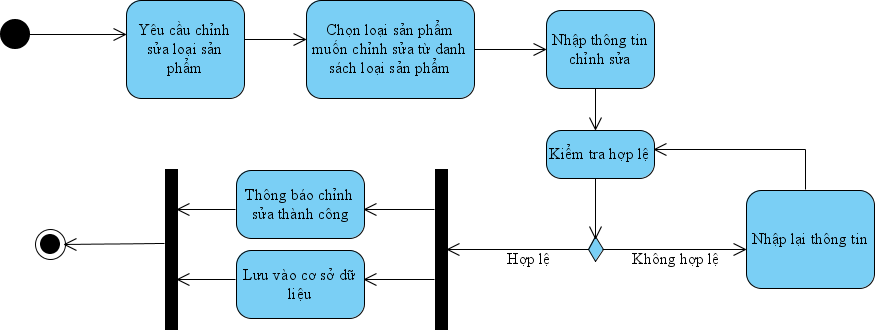 Yêu cầu chỉnh
sửa loại sản
phẩm
Chọn loại sản phẩm
muốn chỉnh sửa từ danh
sách loại sản phẩm
Nhập thông tin
chỉnh sửa
Kiểm tra hợp lệ
Nhập lại thông tin
Không hợp lệ
Hợp lệ
Thông báo chỉnh
sửa thành công
Lưu vào cơ sở dữ
liệu